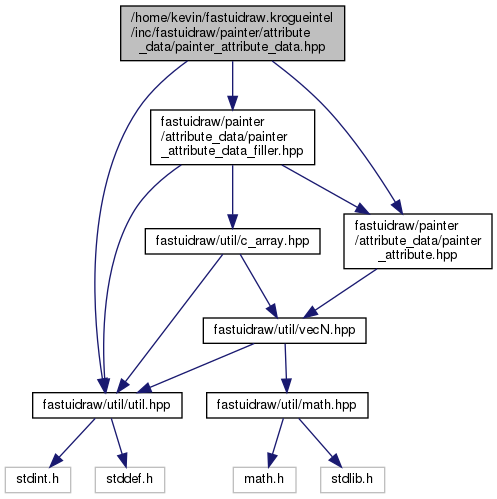 /home/kevin/fastuidraw.krogueintel
/inc/fastuidraw/painter/attribute
_data/painter_attribute_data.hpp
fastuidraw/painter
/attribute_data/painter
_attribute_data_filler.hpp
fastuidraw/util/c_array.hpp
fastuidraw/painter
/attribute_data/painter
_attribute.hpp
fastuidraw/util/vecN.hpp
fastuidraw/util/util.hpp
fastuidraw/util/math.hpp
stdint.h
stddef.h
math.h
stdlib.h